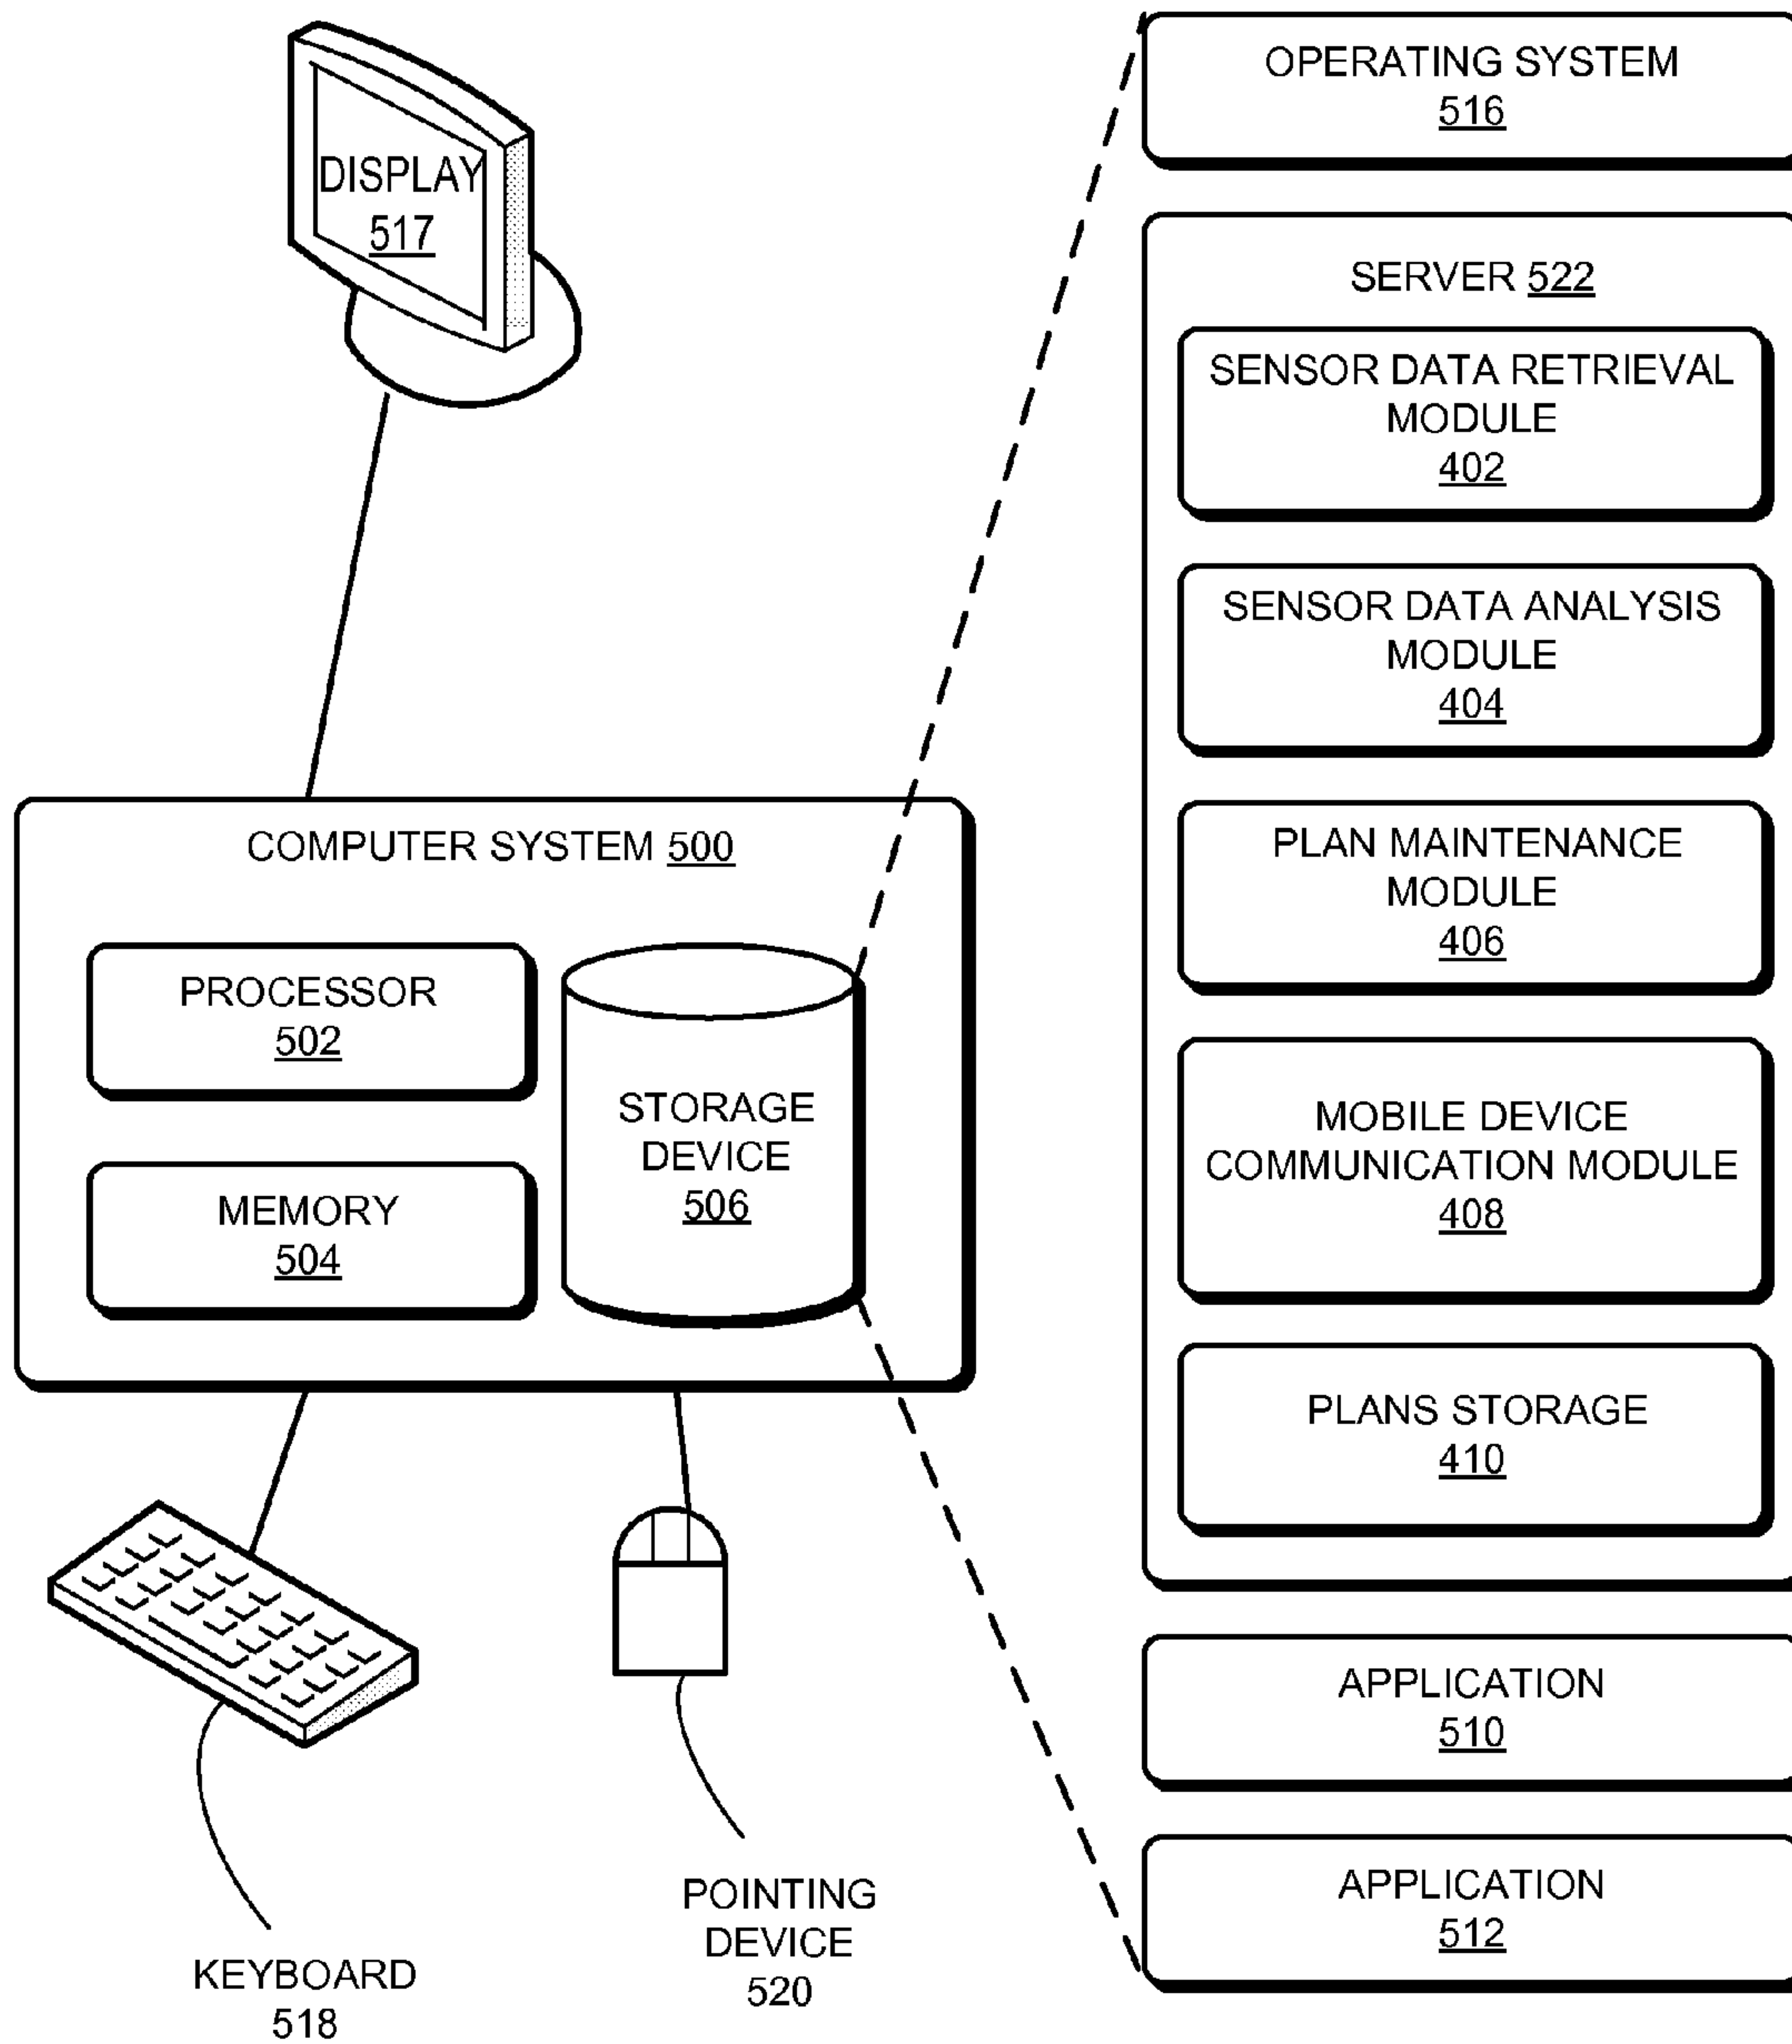 DISPLAY
517
COMPUTER SYSTEM 500
PROCESSOR
502
MEMORY
504
STORAGE
DEVICE
506
KEYBOARD
518
POINTING
DEVICE
520
OPERATING SYSTEM
516
SERVER 522
SENSOR DATA RETRIEVAL
MODULE
402
SENSOR DATA ANALYSIS
MODULE
404
PLAN MAINTENANCE
MODULE
406
MOBILE DEVICE
COMMUNICATION MODULE
408
PLANS STORAGE
410
APPLICATION
510
APPLICATION
512